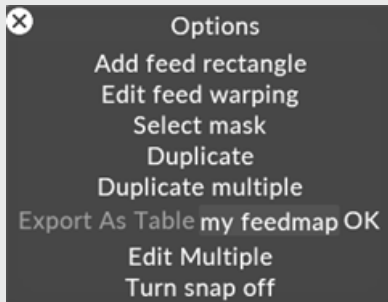 Options
Add feed rectangle
Edit feed warping
Select mask
Duplicate
Duplicate multiple
Export As Table my feedmap OK
Edit Multiple
Turn snap off